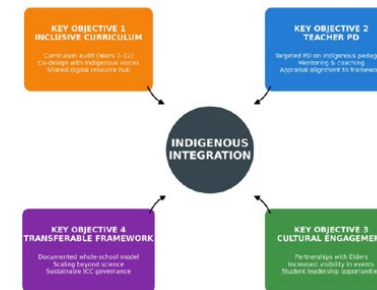 KEY OBJECTIVE 1
INCLUSIVE CURRICULUM
Curriculum audit (Years 7–12)
Co-design with Indigenous voices
Shared digital resource hub
KEY OBJECTIVE 2
TEACHER PD
Targeted PD on Indigenous
Mentoring & coaching
Appraisal alignment to
INDIGENOUS
INTEGRATION
KEY OBJECTIVE 4
TRANSFERABLE FRAMEWORK
Documented whole-school model
Scaling beyond science
Sustainable ICC governance
KEY OBJECTIVE 3
CULTURAL
Partnerships with Elders
Increased visibility in events
Student leadership